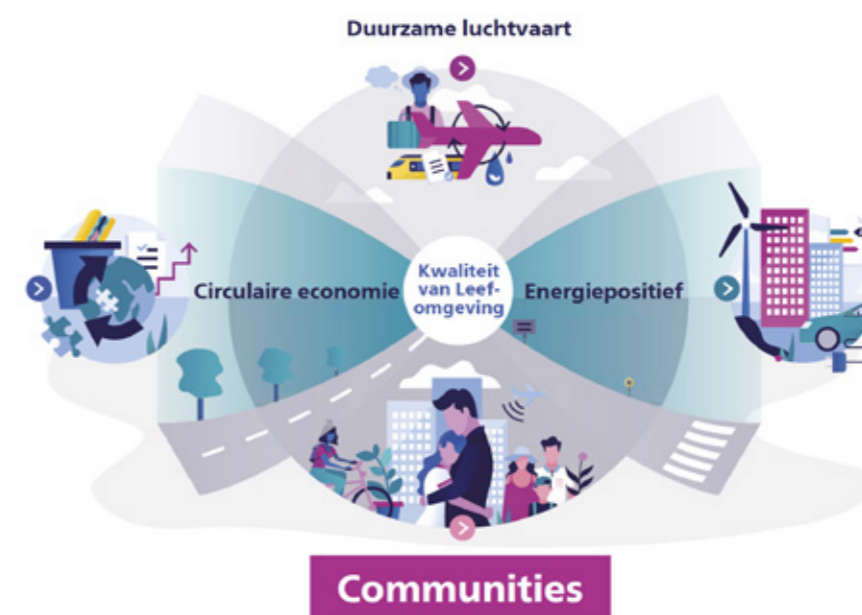 Duurzame luchtvaart
Circulaire economie
Kwaliteit
van Leef-
omgeving
Energiepositief
Communities